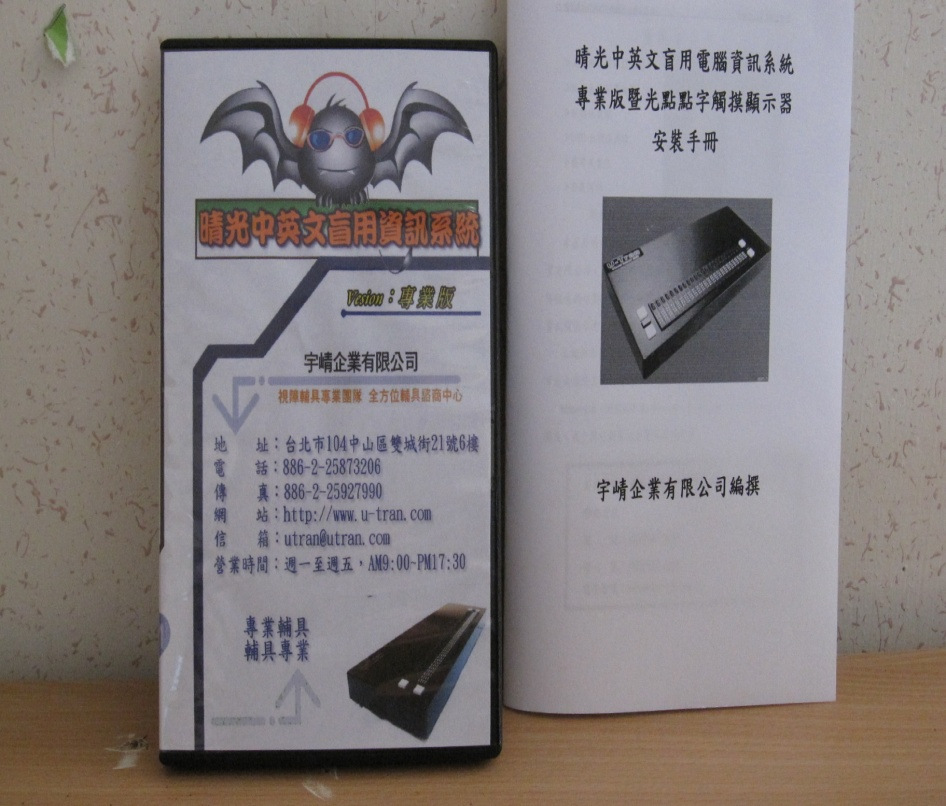 晴光中英文盲用資訊系統
Vesion：專業版
宇晴企業有限公司
視障輔具專業團隊 全方位輔具諮商中心
地 址：台北市104中山區雙城街21號6樓
電 話：886-2-25873206
傳 真：886-2-25927990
網 站：http://www.u-tran.com
信 箱：utran@utran.com
營業時間：週一至週五，AM9:00~PM17:30
專業輔具
輔具專業
晴光中英文盲用電腦資訊系統
專業版暨光點點字觸摸顯示器
安裝手冊
宇晴企業有限公司編撰